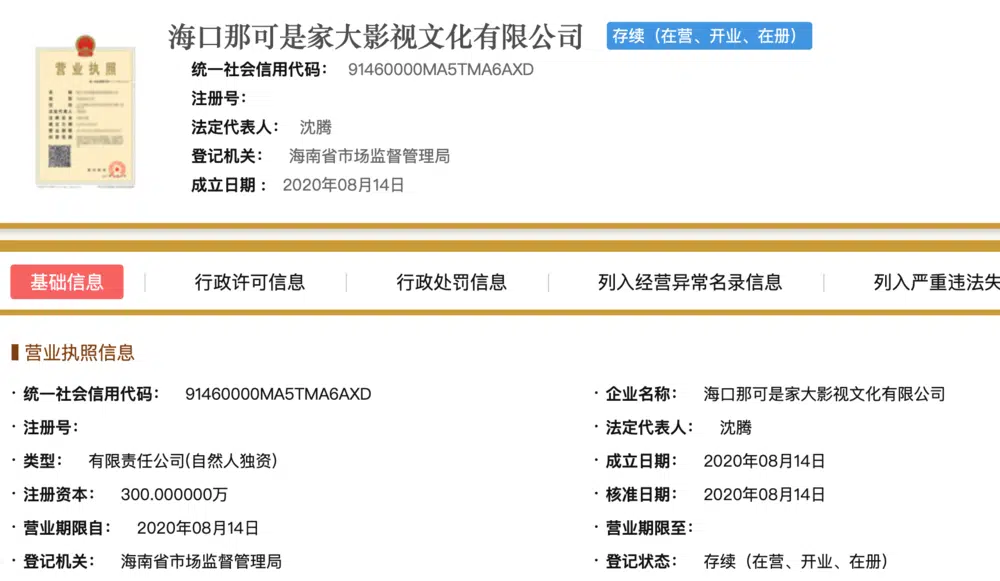 海口那可是家大影视文化有限公司 存续（在营、开业、在册）
统一社会信用代码： 91460000MA5TMA6AXD
注册号：
法定代表人： 沈腾
登记机关： 海南省市场监督管理局
成立日期： 2020年08月14日
营业执照
基础信息 行政许可信息 行政处罚信息 列入经营异常名录信息 列入严重违法失
营业执照信息
· 统一社会信用代码： 91460000MA5TMA6AXD · 企业名称： 海口那可是家大影视文化有限公司
· 注册号： · 法定代表人： 沈腾
· 类型： 有限责任公司(自然人独资) · 成立日期： 2020年08月14日
· 注册资本： 300.000000万 · 核准日期： 2020年08月14日
· 营业期限自： 2020年08月14日 · 营业期限至：
· 登记机关： 海南省市场监督管理局 · 登记状态： 存续（在营、开业、在册）